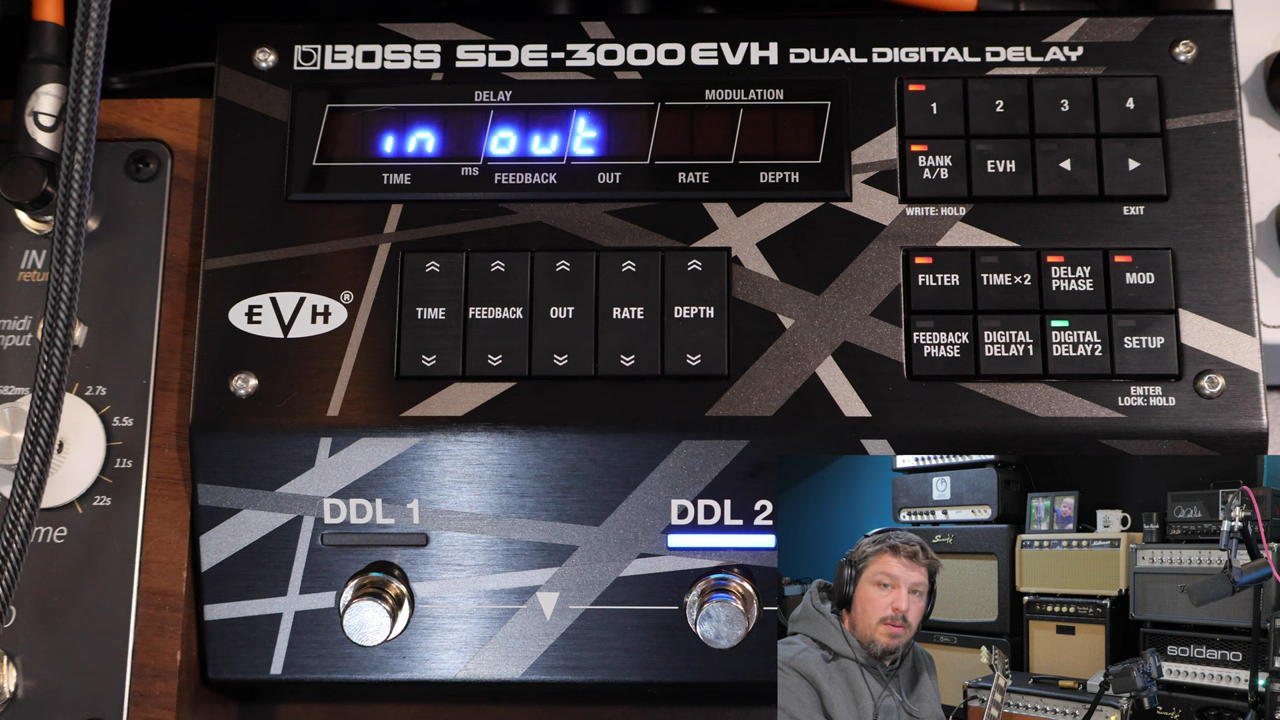 BOSS SDE-3000EVH DUAL DIGITAL DELAY
DELAY
MODULATION
in out
TIME
ms
FEEDBACK
OUT
RATE
DEPTH
1
2
3
4
BANK A/B
EVH
WRITE: HOLD
EXIT
EVH®
TIME
FEEDBACK
OUT
RATE
DEPTH
FILTER
TIME×2
DELAY PHASE
MOD
FEEDBACK PHASE
DIGITAL DELAY 1
DIGITAL DELAY 2
SETUP
ENTER
LOCK: HOLD
DDL 1
DDL 2
IN
midi
2.7s
5.5s
11s
22s
soldano